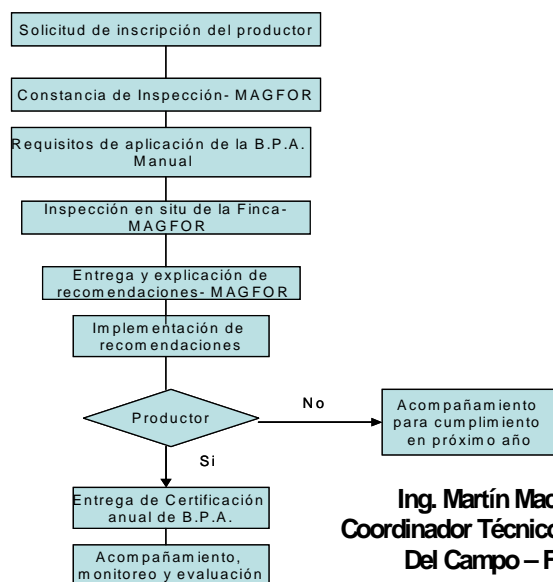 Solicitud de inscripción del productor
Constancia de Inspección- MAGFOR
Requisitos de aplicación de la B.P.A.
Manual
Inspección en situ de la Finca-
MAGFOR
Entrega y explicación de
recomendaciones- MAGFOR
Implementación de
recomendaciones
Productor
No
Acompañamiento
para cumplimiento
en próximo año
Si
Entrega de Certificación
anual de B.P.A.
Acompañamiento,
monitoreo y evaluación
Ing. Martín
Coordinador Técnico
Del Campo –